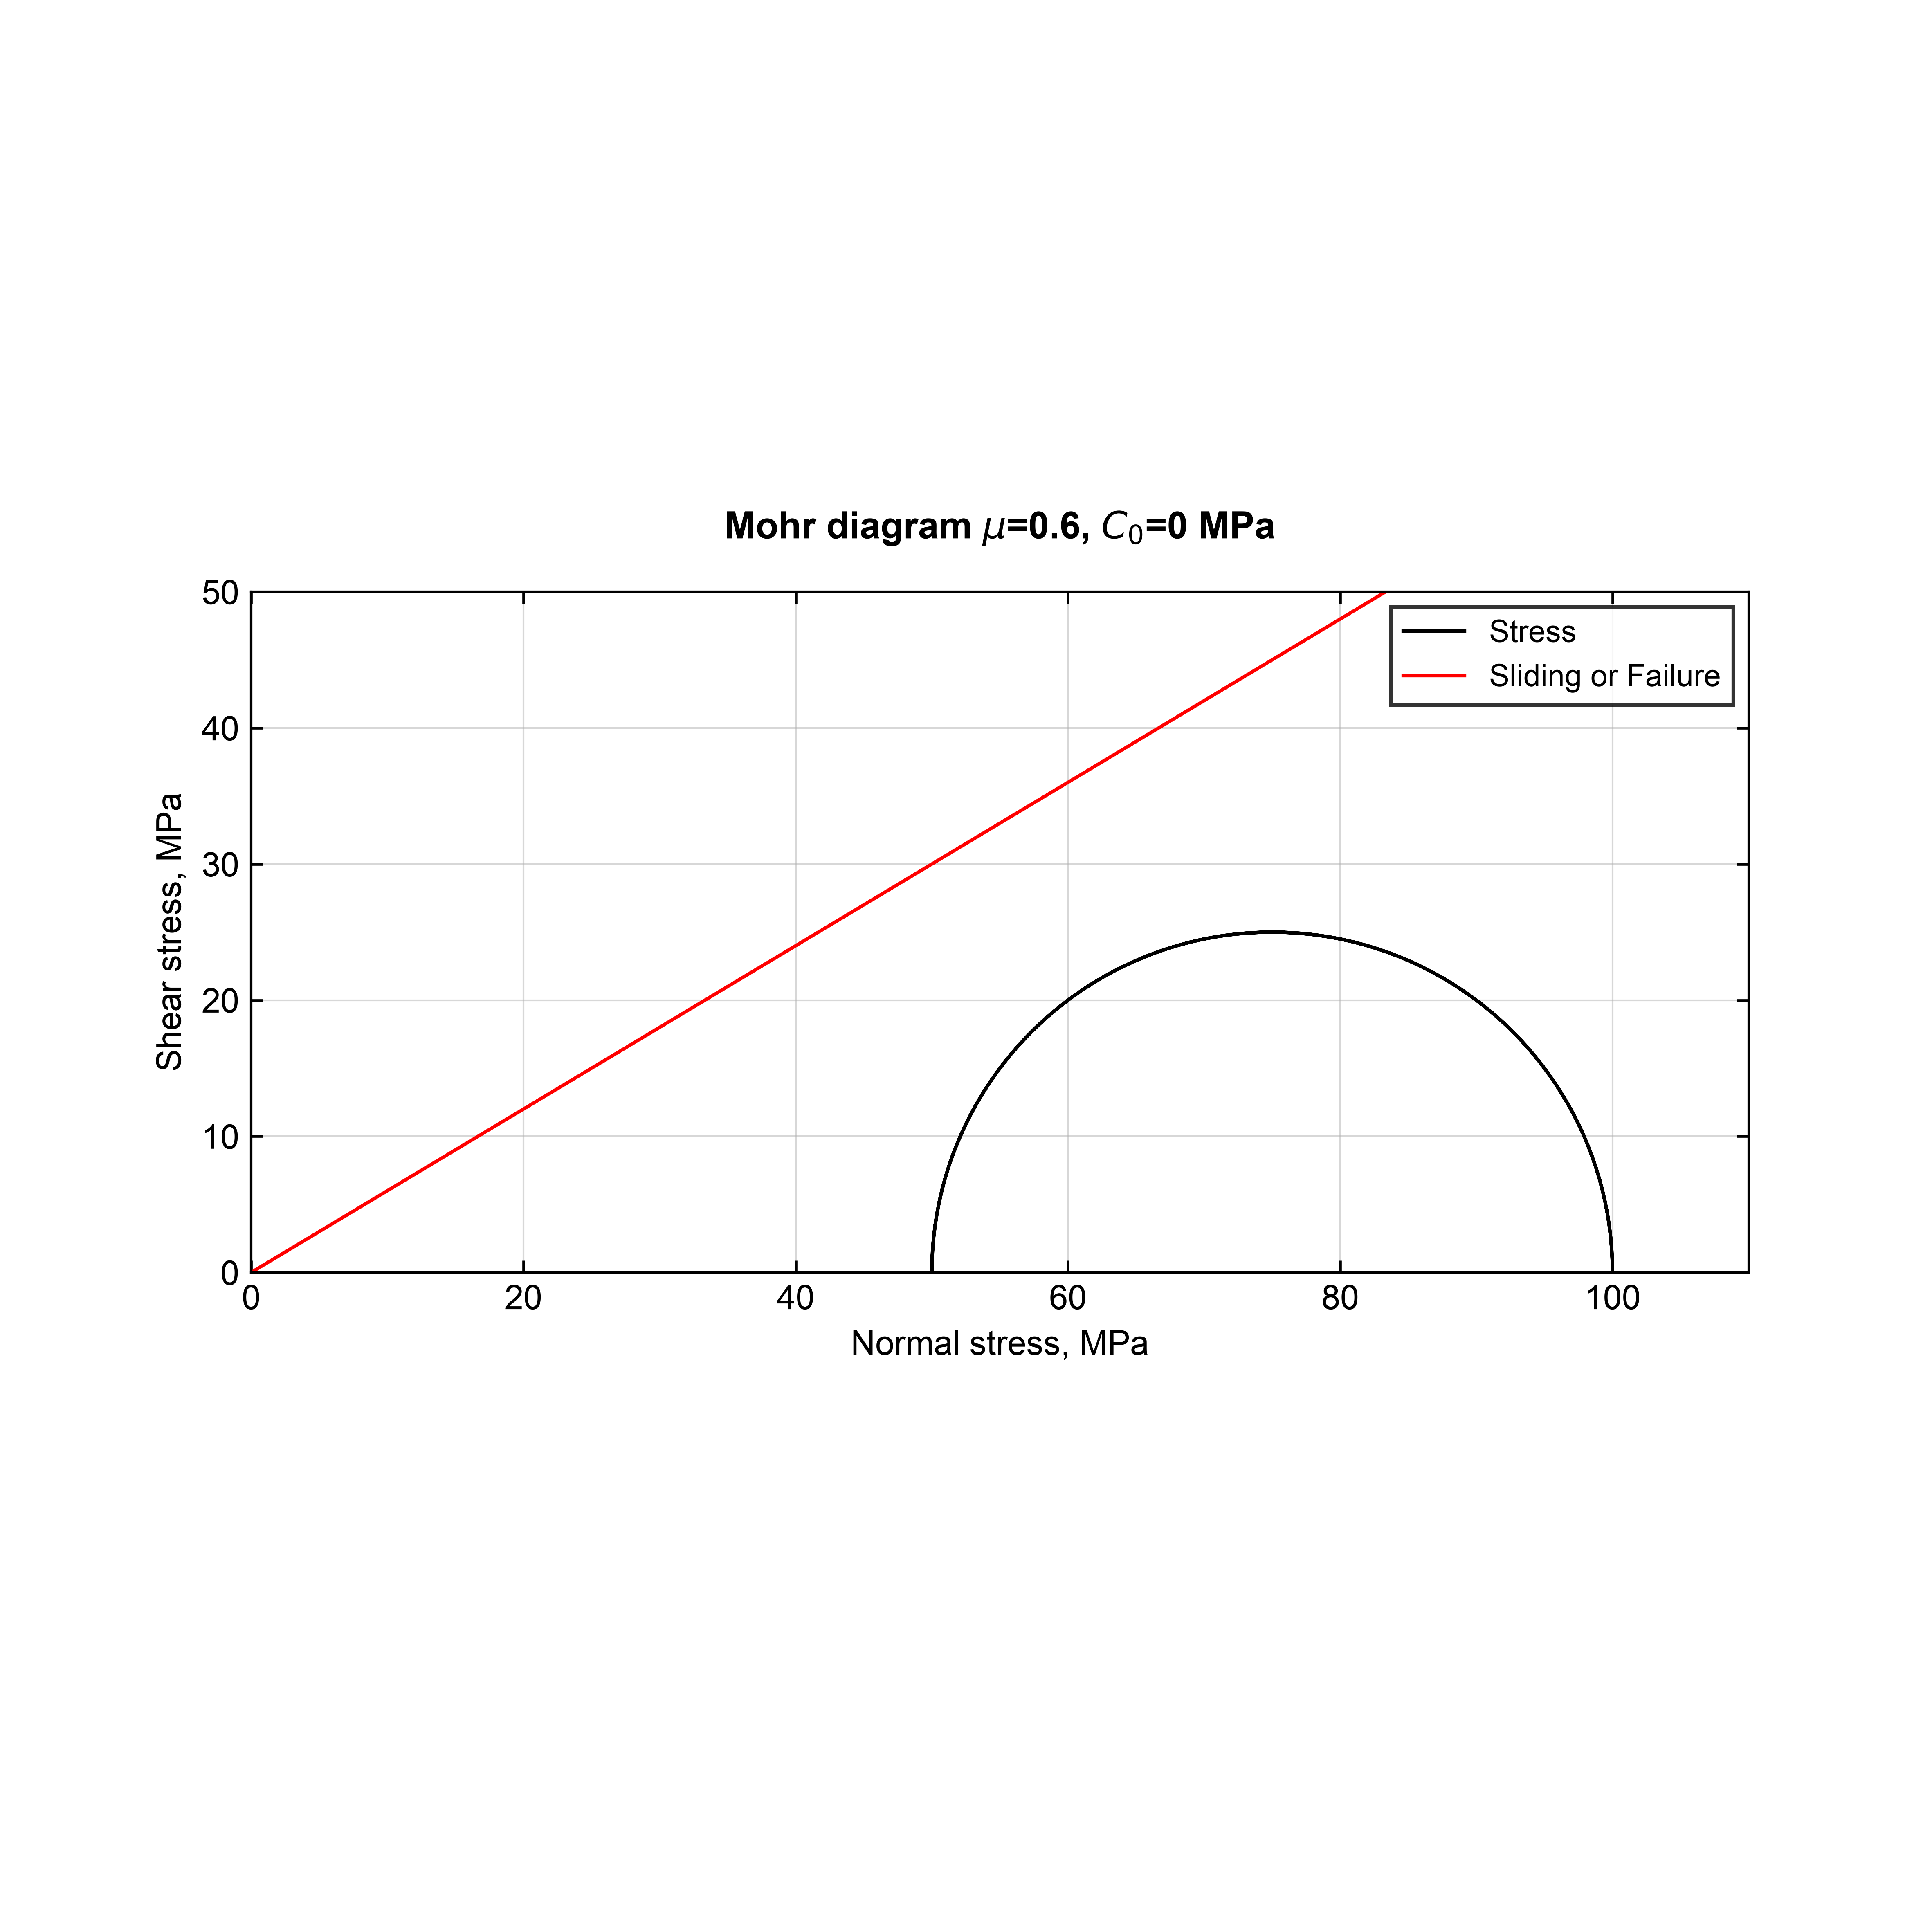 Mohr diagram μ=0.6, C₀=0 MPa
50
40
30
20
10
0
Shear stress, MPa
Stress
Sliding or Failure
0 20 40 60 80 100
Normal stress, MPa